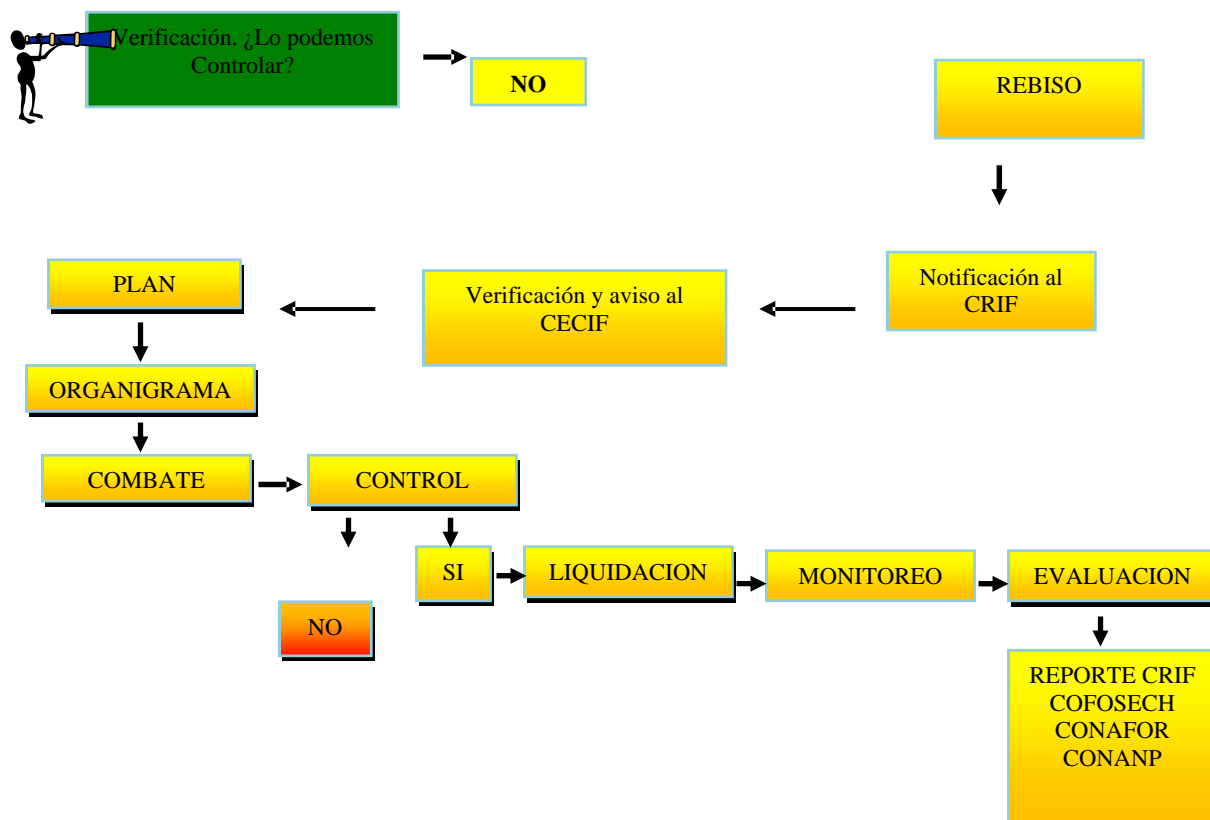 Verificación. ¿Lo podemos
Controlar?
NO
REBISO
Notificación al
CRIF
Verificación y aviso al
CECIF
PLAN
ORGANIGRAMA
COMBATE
CONTROL
SI
LIQUIDACION
MONITOREO
EVALUACION
NO
REPORTE CRIF
COFOSECH
CONAFOR
CONANP